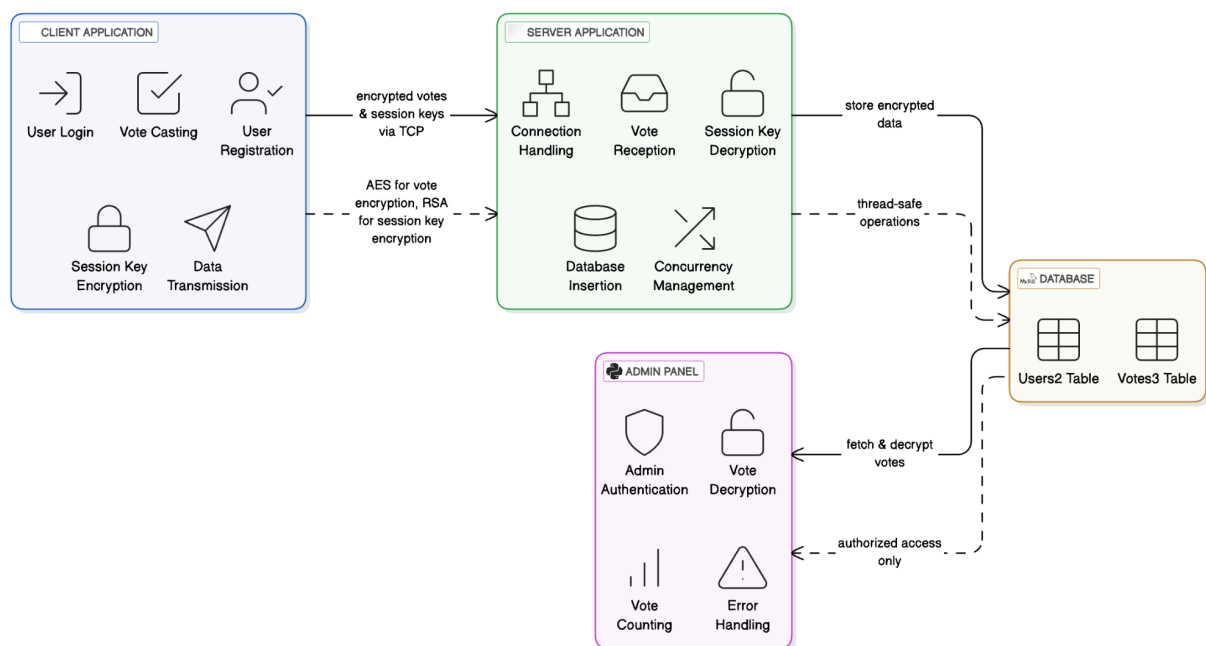 CLIENT APPLICATION
User Login
Vote Casting
User
Registration
Session Key
Encryption
Data
Transmission
encrypted votes
& session keys
via TCP
AES for vote
encryption, RSA
for session key
encryption
SERVER APPLICATION
Connection
Handling
Vote
Reception
Session Key
Decryption
Database
Insertion
Concurrency
Management
store encrypted
data
thread-safe
operations
MySQL DATABASE
Users2 Table
Votes3 Table
fetch & decrypt
votes
authorized access
only
ADMIN PANEL
Admin
Authentication
Vote
Decryption
Vote
Counting
Error
Handling